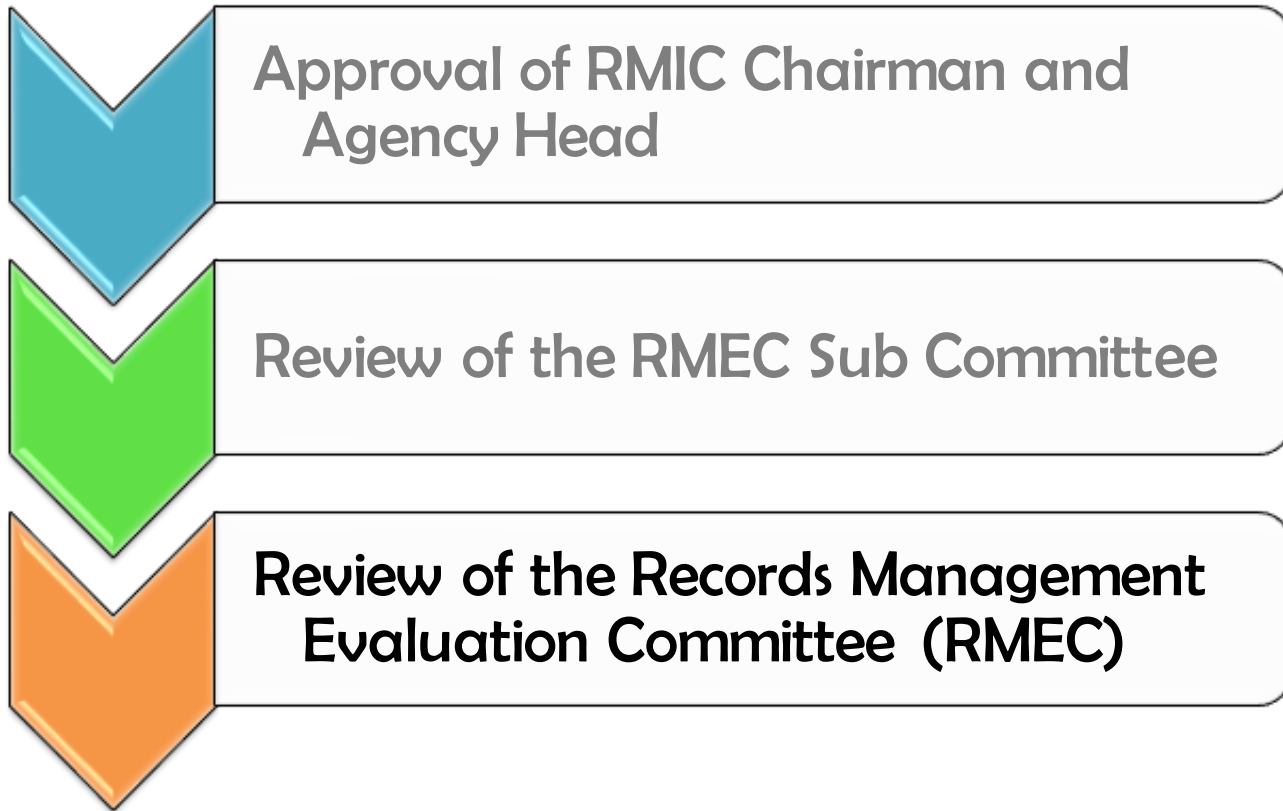 Approval of RMIC Chairman and
Agency Head
Review of the RMEC Sub Committee
Review of the Records Management
Evaluation Committee (RMEC)